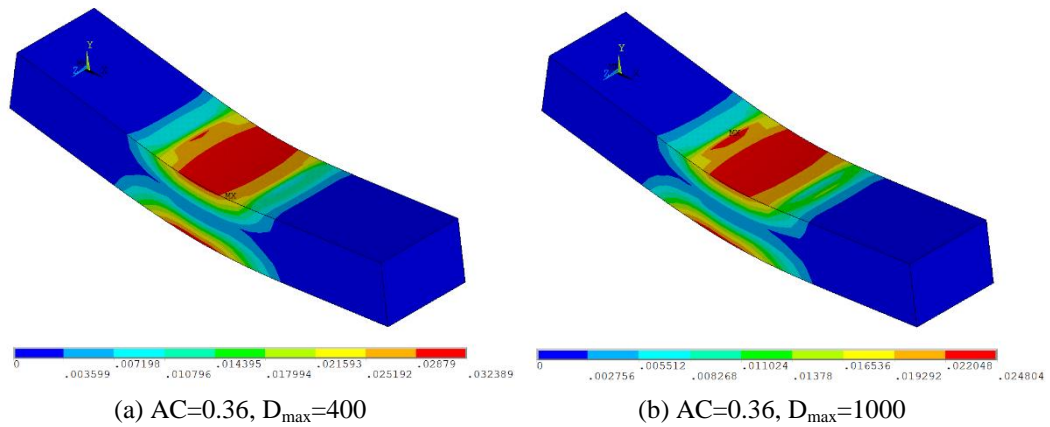 Y
Z
MX
0 .007198 .014395 .021593 .02879
.003599 .010796 .017994 .025192 .032389
(a) AC=0.36, Dmax=400
Y
Z
MX
0 .005512 .011024 .016536 .022048
.002756 .008268 .01378 .019292 .024804
(b) AC=0.36, Dmax=1000